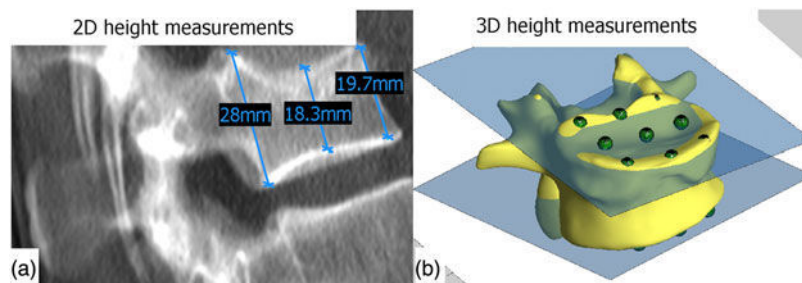 2D height measurements
3D height measurements
28mm
18.3mm
19.7mm
(a)
(b)